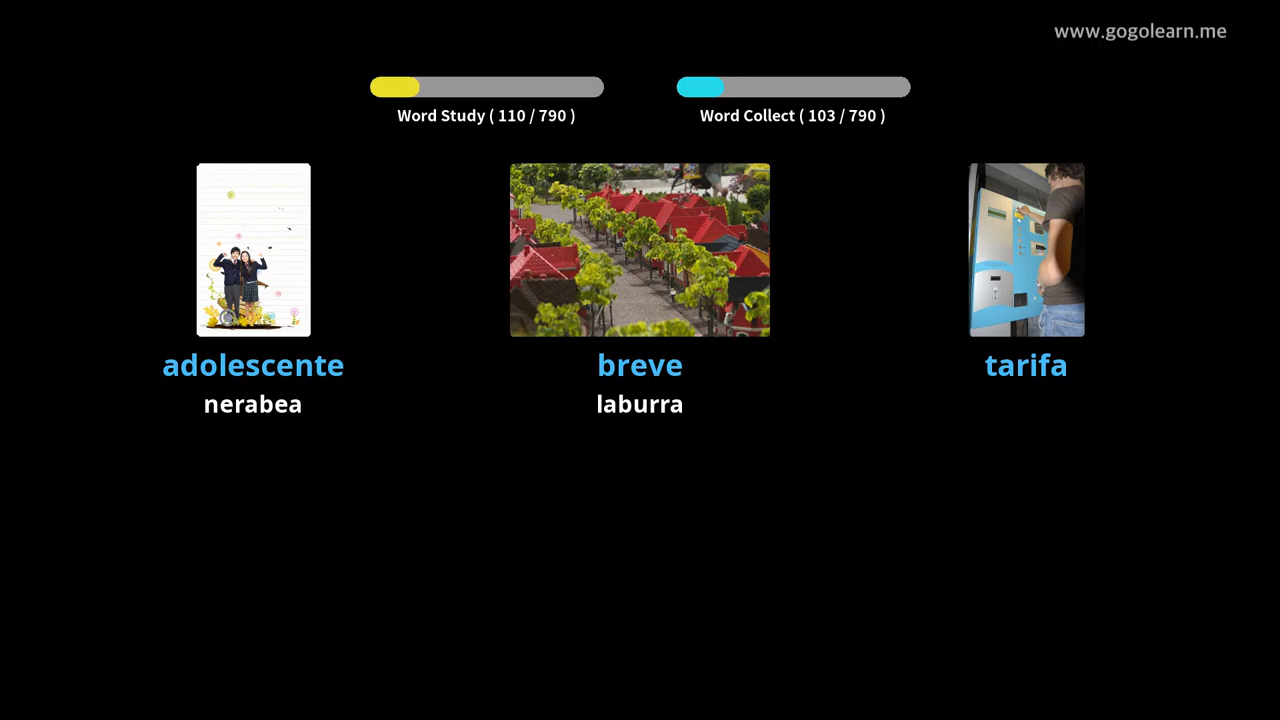 www.gogolearn.me
Word Study ( 110 / 790 )
Word Collect ( 103 / 790 )
adolescente
nerabea
breve
laburra
tarifa